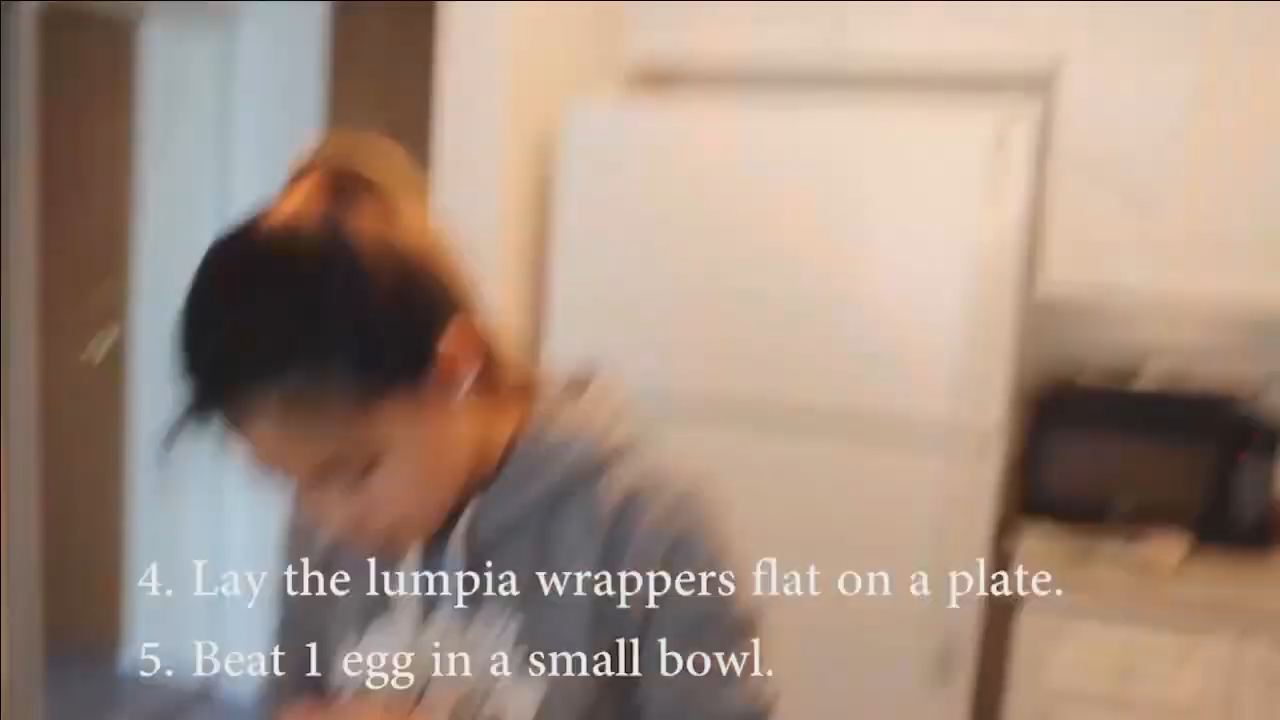 4. Lay the lumpia wrappers flat on a plate.
5. Beat 1 egg in a small bowl.